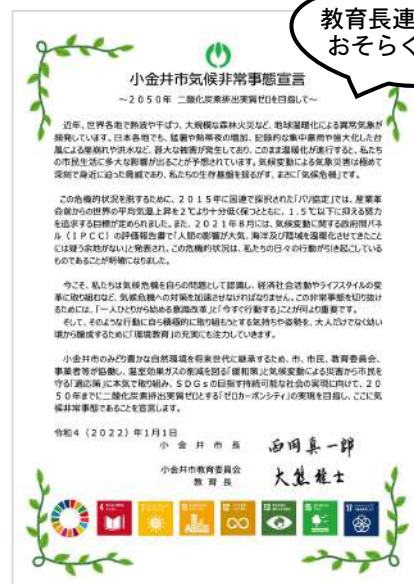 教育長連
おそらく
小金井市気候非常事態宣言
～2050年 二酸化炭素排出実質ゼロを目指して～
近年、世界各地で熱波や干ばつ、大規模な森林火災など、地球温暖化による異常気象が
頻発しています。日本各地でも、猛暑や熱帯夜の増加、記録的な集中豪雨や強大化した台
風による崖崩れや洪水など、甚大な被害が発生しており、このまま温暖化が進行すると、私たち
の市民生活に多大な影響が出ることが予想されています。気候変動による気象災害は極めて
深刻で身近に迫った脅威であり、私たちの生存基盤を揺るがす、まさに「気候危機」です。
この危機的状況を脱するために、2015年に国連で採択された「パリ協定」では、産業革
命前からの世界の平均気温上昇を2℃より十分低く保つとともに、1.5℃以下に抑える努力
を追求する目標が定められました。また、2021年8月には、気候変動に関する政府間パネ
ル（IPCC）の評価報告書で「人間の影響が大気、海洋及び陸域を温暖化させてきたこと
には疑う余地がない」と発表され、この危機的状況は、私たちの日々の行動が引き起こしている
ものであることが明確になりました。
今こそ、私たちは気候危機を自らの問題として認識し、経済社会活動やライフスタイルの変
革に取り組むなど、気候危機への対策を加速させなければなりません。この非常事態を切り抜け
るためには、「一人ひとりから始める意識改革」と「今すぐ行動する」ことが何より重要です。
そして、そのような行動に自ら積極的に取り組もうとする気持ちや姿勢を、大人だけでなく幼い
頃から醸成するために「環境教育」の充実にも注力していきます。
小金井市のみどり豊かな自然環境を将来世代に継承するため、市、市民、教育委員会、
事業者等が協働し、温室効果ガスの削減を図る「緩和策」と気候変動による災害から市民を
守る「適応策」に本気で取り組み、SDGsの目指す持続可能な社会の実現に向けて、20
50年までに二酸化炭素排出実質ゼロとする「ゼロカーボンシティ」の実現を目指し、ここに気
候非常事態であることを宣言します。
令和4（2022）年1月1日
小金井市長 西岡真一郎
小金井市教育委員会
教育長 大熊雅士